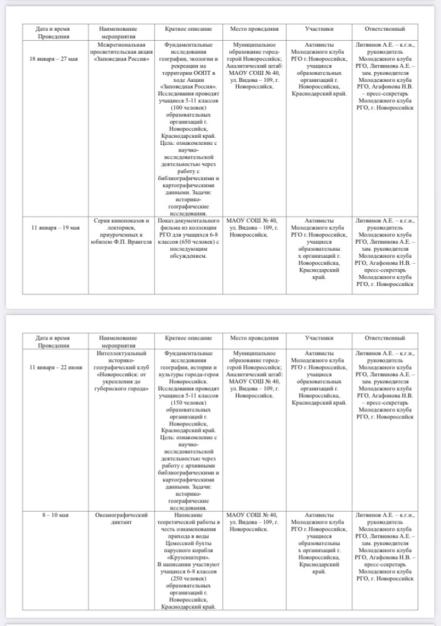 Дата и время
Проведения
Наименование
мероприятия
Краткое описание
Место проведения
Участники
Ответственный
18 января – 27 мая
Межрегиональная
просветительская акция
«Заповедная Россия»
Фундаментальные
исследования
географии, экологии и
рекреации на
территории ООПТ в
ходе Акции
«Заповедная Россия».
Исследования проводят
учащиеся 5-11 классов
(100 человек)
образовательных
организаций г.
Новороссийск,
Краснодарский край.
Цель: ознакомление с
научно-
исследовательской
деятельностью через
работу с
библиографическими и
картографическими
данными. Задачи:
историко-
географические
исследования.
Муниципальное
образование город-
герой Новороссийск;
Аналитический штаб:
МАОУ СОШ № 40,
ул. Видова – 109, г.
Новороссийск.
Активисты
Молодежного клуба
РГО г. Новороссийск,
учащиеся
образовательных
организаций г.
Новороссийска,
Краснодарский край.
Литвинов А.Е. – к.г.н.,
руководитель
Молодежного клуба
РГО, Литвинова А.Е. –
зам. руководителя
Молодежного клуба
РГО, Агафонова Н.В.
– пресс-секретарь
Молодежного клуба
РГО, г. Новороссийск
11 января – 19 мая
Серия кинопоказов и
лекториев,
приуроченных к
юбилею Ф.П. Врангеля
Показ документального
фильма из коллекции
РГО для учащихся 6-8
классов (650 человек) с
последующим
обсуждением.
МАОУ СОШ № 40,
ул. Видова – 109, г.
Новороссийск.
Активисты
Молодежного клуба
РГО г. Новороссийск,
учащиеся
образовательны
х организаций г.
Новороссийска,
Краснодарский
край.
Литвинов А.Е. – к.г.н.,
руководитель
Молодежного клуба
РГО, Литвинова А.Е. –
зам. руководителя
Молодежного клуба
РГО, Агафонова Н.В. –
пресс-секретарь
Молодежного клуба
РГО, г. Новороссийск
Дата и время
Проведения
Наименование
мероприятия
Краткое описание
Место проведения
Участники
Ответственный
11 января – 22 июня
Интеллектуальный
историко-
географический клуб
«Новороссийск: от
укрепления до
губернского города»
Фундаментальные
исследования
географии, истории и
культуры города-героя
Новороссийск.
Исследования проводят
учащиеся 5-11 классов
(150 человек)
образовательных
организаций г.
Новороссийск,
Краснодарский край.
Цель: ознакомление с
научно-
исследовательской
деятельностью через
работу с архивными
библиографическими и
картографическими
данными. Задачи:
историко-
географические
исследования.
Муниципальное
образование город-
герой Новороссийск;
Аналитический штаб:
МАОУ СОШ № 40,
ул. Видова – 109, г.
Новороссийск.
Активисты
Молодежного клуба
РГО г. Новороссийск,
учащиеся
образовательных
организаций г.
Новороссийска,
Краснодарский край.
Литвинов А.Е. – к.г.н.,
руководитель
Молодежного клуба
РГО, Литвинова А.Е. –
зам. руководителя
Молодежного клуба
РГО, Агафонова Н.В.
– пресс-секретарь
Молодежного клуба
РГО, г. Новороссийск
8 – 10 мая
Океанографический
диктант
Написание
теоретической работы в
честь ознаменования
прихода в воды
Цемесской бухты
парусного корабля
«Крузенштерн».
В написании участвуют
учащиеся 6-8 классов
(250 человек)
образовательных
организаций г.
Новороссийск,
Краснодарский край.
МАОУ СОШ № 40,
ул. Видова – 109, г.
Новороссийск.
Активисты
Молодежного клуба
РГО г. Новороссийск,
учащиеся
образовательны
х организаций г.
Новороссийска,
Краснодарский
край.
Литвинов А.Е. – к.г.н.,
руководитель
Молодежного клуба
РГО, Литвинова А.Е. –
зам. руководителя
Молодежного клуба
РГО, Агафонова Н.В. –
пресс-секретарь
Молодежного клуба
РГО, г. Новороссийск